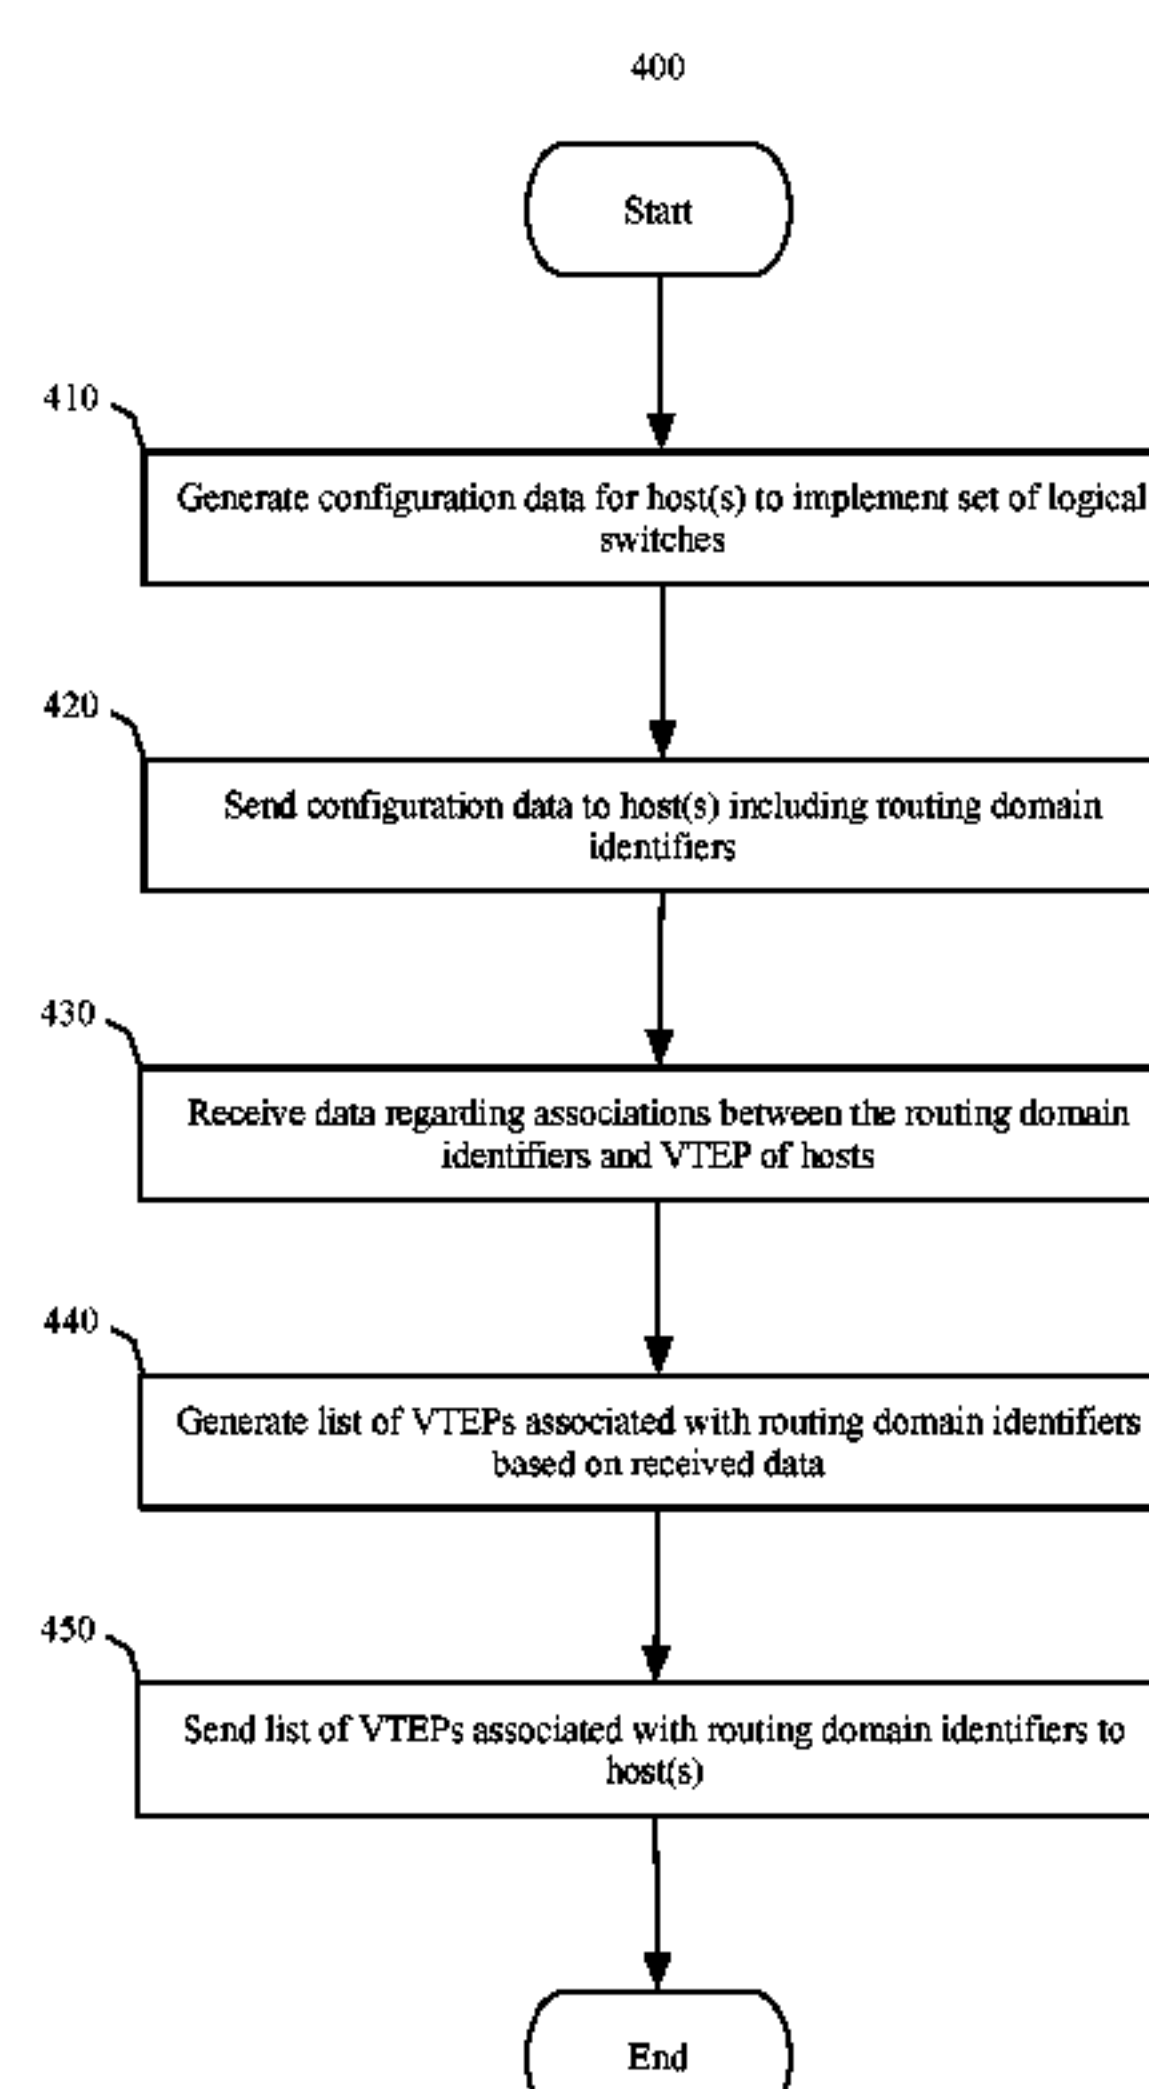 400
Start
410
Generate configuration data for host(s) to implement set of logical
switches
420
Send configuration data to host(s) including routing domain
identifiers
430
Receive data regarding associations between the routing domain
identifiers and VTEP of hosts
440
Generate list of VTEPs associated with routing domain identifiers
based on received data
450
Send list of VTEPs associated with routing domain identifiers to
host(s)
End